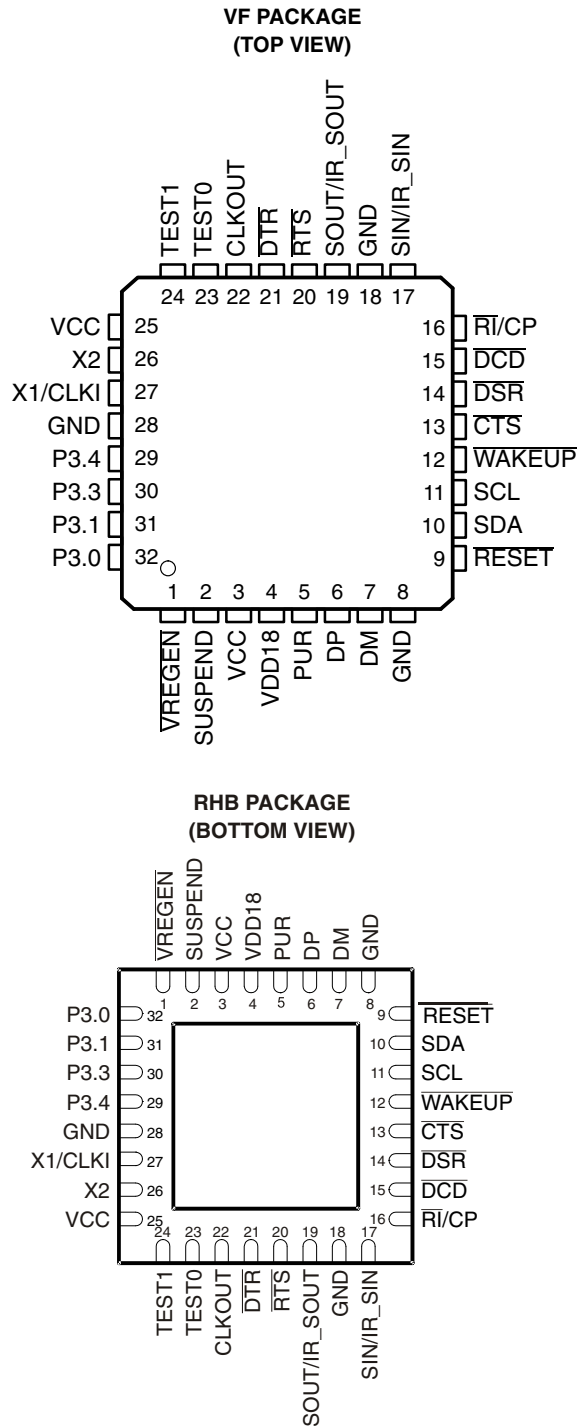 VF PACKAGE
(TOP VIEW)
TEST1
TEST0
CLKOUT
DTR
RTS
SOUT/IR_SOUT
GND
SIN/IR_SIN
24 23 22 21 20 19 18 17
VCC 25 16 RI/CP
X2 26 15 DCD
X1/CLKI 27 14 DSR
GND 28 13 CTS
P3.4 29 12 WAKEUP
P3.3 30 11 SCL
P3.1 31 10 SDA
P3.0 32 9 RESET
1 2 3 4 5 6 7 8
VREGEN
SUSPEND
VCC
VDD18
PUR
DP
DM
GND
RHB PACKAGE
(BOTTOM VIEW)
VREGEN
SUSPEND
VCC
VDD18
PUR
DP
DM
GND
1 2 3 4 5 6 7 8
P3.0 32 9 RESET
P3.1 31 10 SDA
P3.3 30 11 SCL
P3.4 29 12 WAKEUP
GND 28 13 CTS
X1/CLKI 27 14 DSR
X2 26 15 DCD
VCC 25 16 RI/CP
24 23 22 21 20 19 18 17
TEST1
TEST0
CLKOUT
DTR
RTS
SOUT/IR_SOUT
GND
SIN/IR_SIN